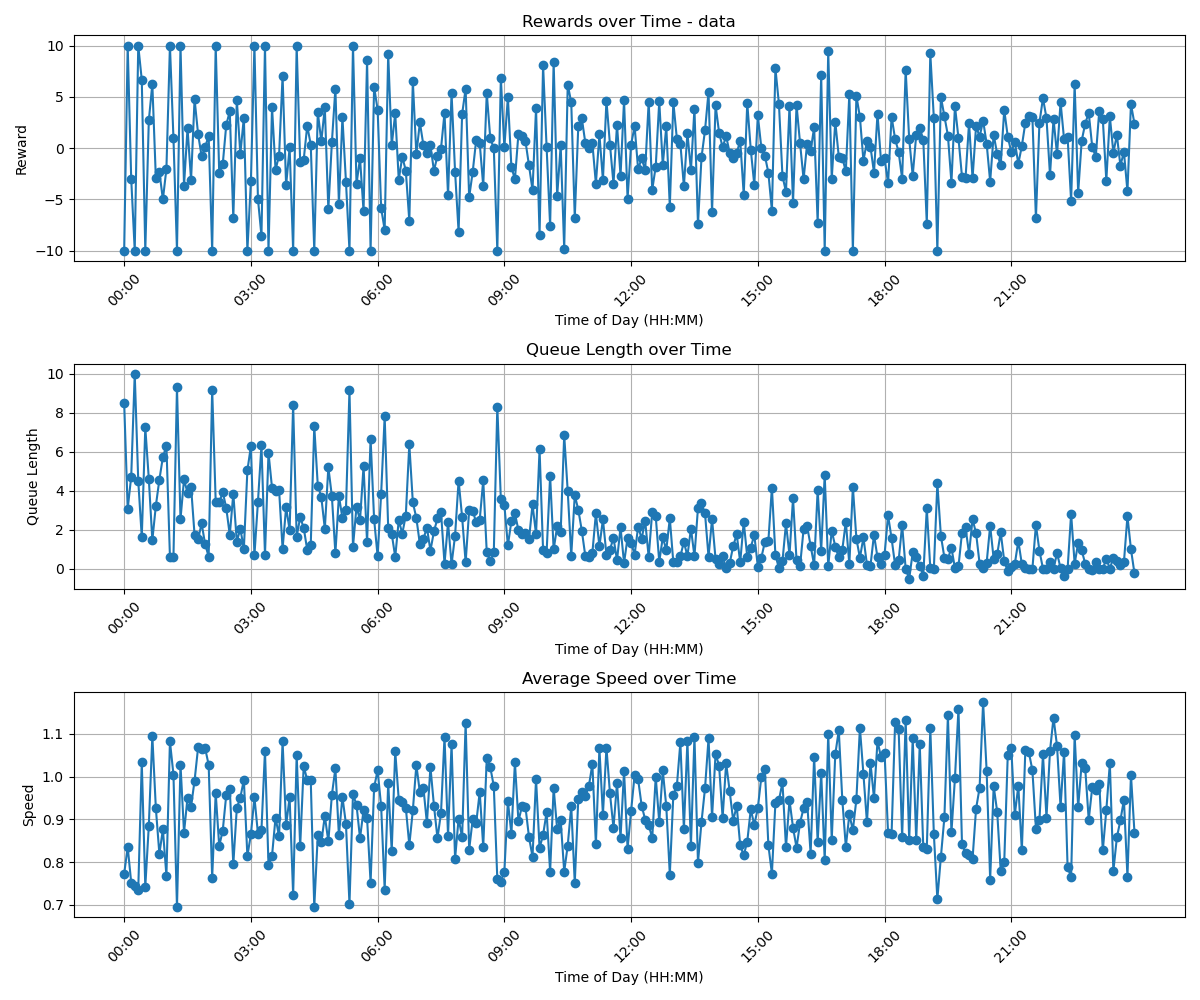 Rewards over Time - data
10
5
0
−5
−10
Reward
00:00 03:00 06:00 09:00 12:00 15:00 18:00 21:00
Time of Day (HH:MM)
Queue Length over Time
10
8
6
4
2
0
Queue Length
00:00 03:00 06:00 09:00 12:00 15:00 18:00 21:00
Time of Day (HH:MM)
Average Speed over Time
1.1
1.0
0.9
0.8
0.7
Speed
00:00 03:00 06:00 09:00 12:00 15:00 18:00 21:00
Time of Day (HH:MM)